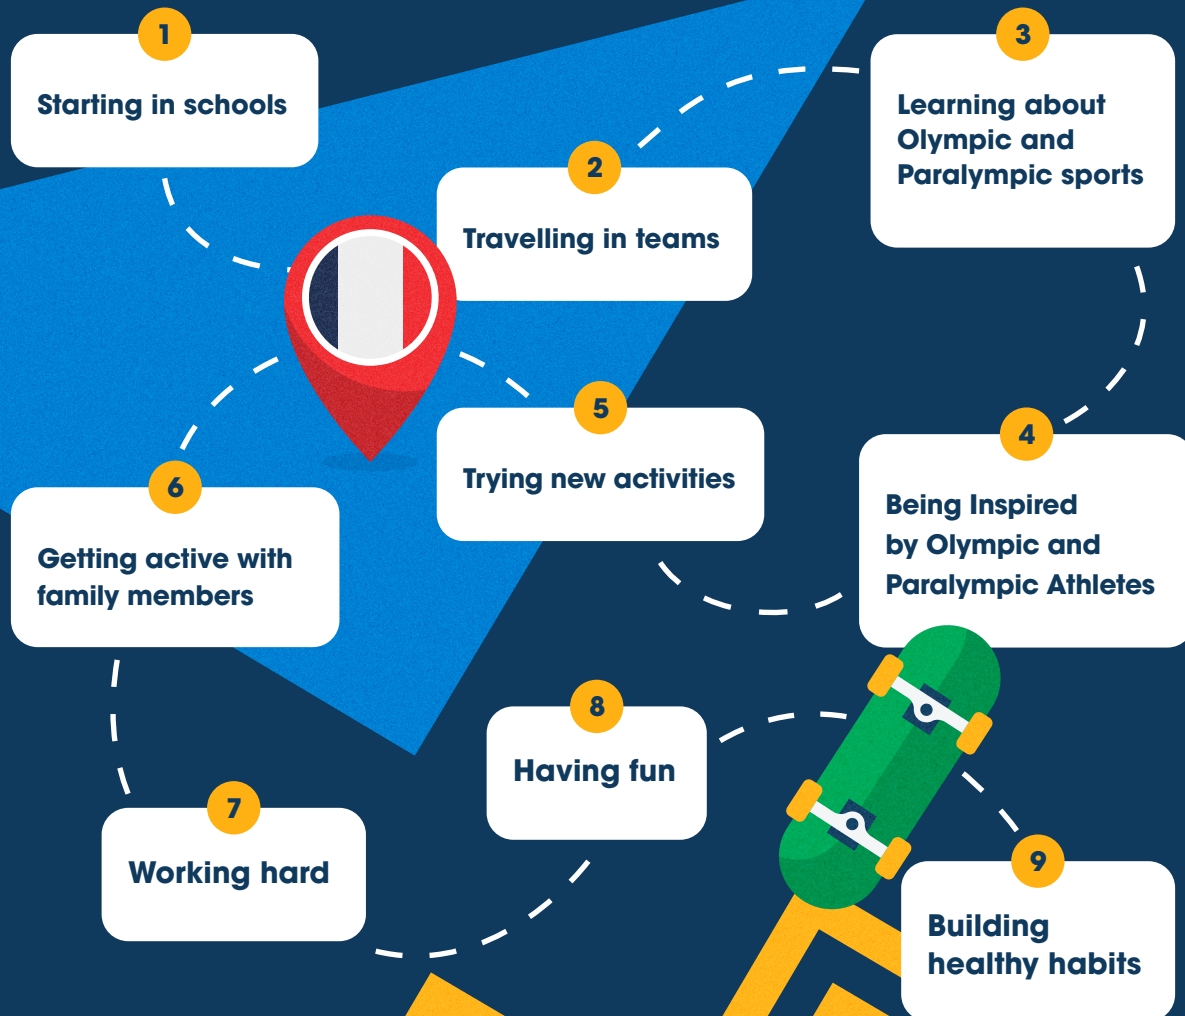 1
Starting in schools
2
Travelling in teams
3
Learning about
Olympic and
Paralympic sports
4
Being Inspired
by Olympic and
Paralympic Athletes
5
Trying new activities
6
Getting active with
family members
7
Working hard
8
Having fun
9
Building
healthy habits